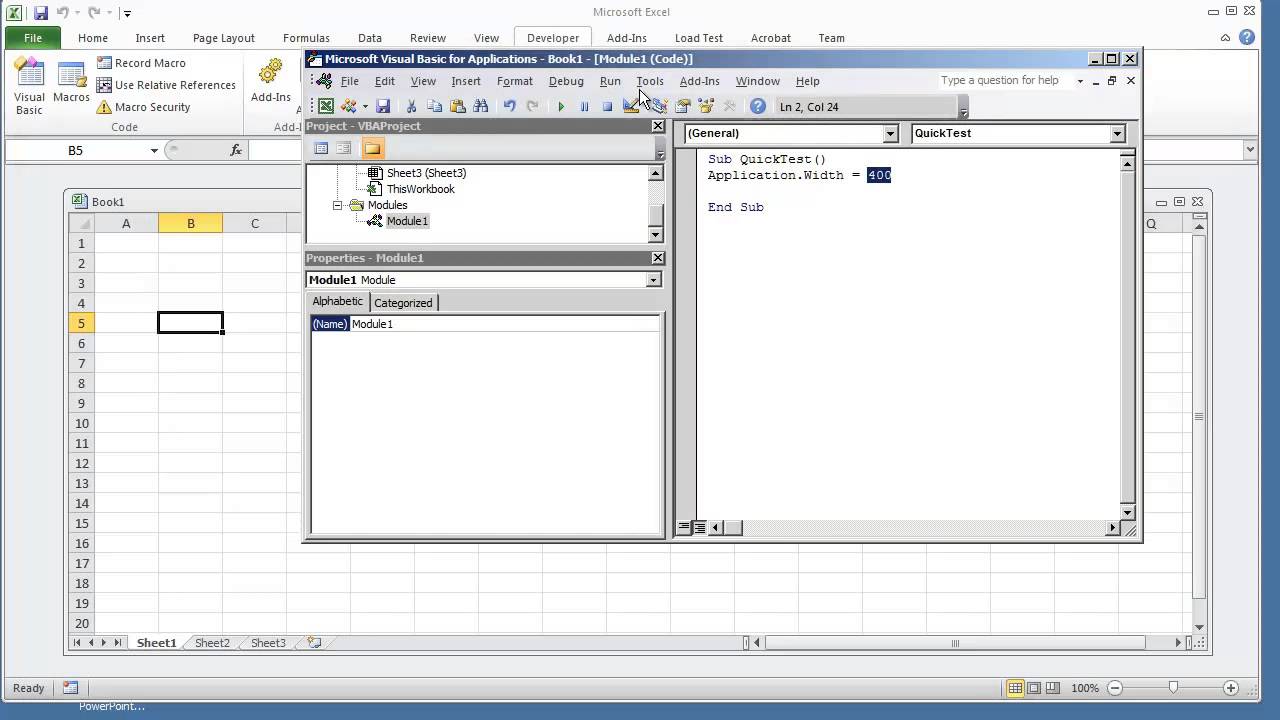 Microsoft Excel
File Home Insert Page Layout Formulas Data Review View Developer Add-Ins Load Test Acrobat Team
Visual Basic
Macros
Record Macro
Use Relative References
Macro Security
Code
Add-Ins
Add-I
B5
fx
Book1
A B C Q
1
2
3
4
5
6
7
8
9
10
11
12
13
14
15
16
17
18
19
20
Microsoft Visual Basic for Applications - Book1 - [Module1 (Code)]
File Edit View Insert Format Debug Run Tools Add-Ins Window Help
Type a question for help
Ln 2, Col 24
Project - VBAProject
Sheet3 (Sheet3)
ThisWorkbook
Modules
Module1
Properties - Module1
Module1 Module
Alphabetic Categorized
(Name) Module1
(General) QuickTest
Sub QuickTest()
Application.Width = 400
End Sub
Sheet1 Sheet2 Sheet3
Ready 100%
PowerPoint...